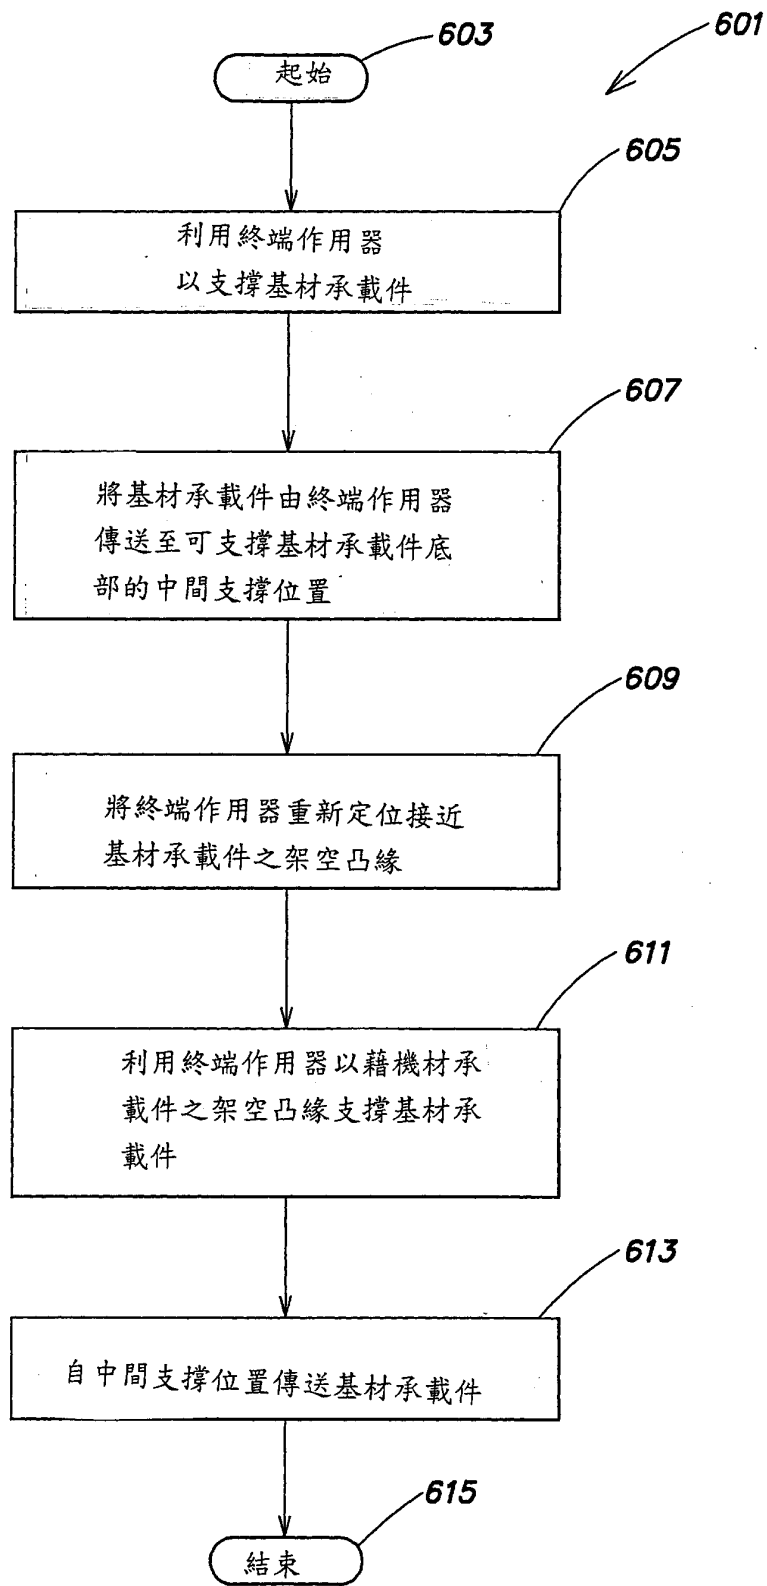 603
601
起始
605
利用終端作用器
以支撐基材承載件
607
將基材承載件由終端作用器
傳送至可支撐基材承載件底
部的中間支撐位置
609
將終端作用器重新定位接近
基材承載件之架空凸緣
611
利用終端作用器以藉機材承
載件之架空凸緣支撐基材承
載件
613
自中間支撐位置傳送基材承載件
615
結束